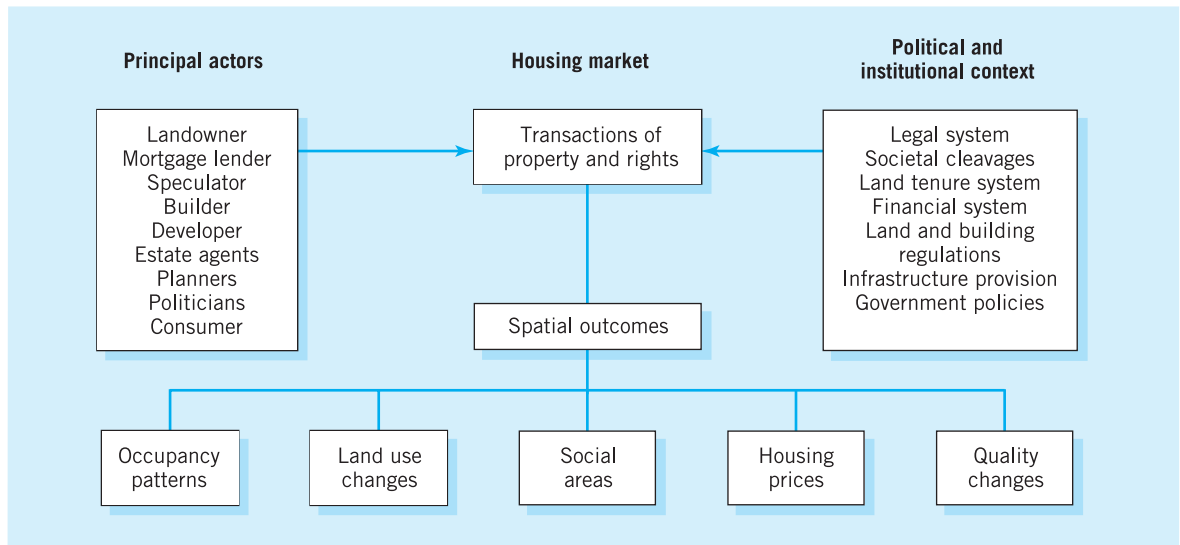 Principal actors
Landowner
Mortgage lender
Speculator
Builder
Developer
Estate agents
Planners
Politicians
Consumer
Housing market
Transactions of
property and rights
Political and
institutional context
Legal system
Societal cleavages
Land tenure system
Financial system
Land and building
regulations
Infrastructure provision
Government policies
Spatial outcomes
Occupancy
patterns
Land use
changes
Social
areas
Housing
prices
Quality
changes